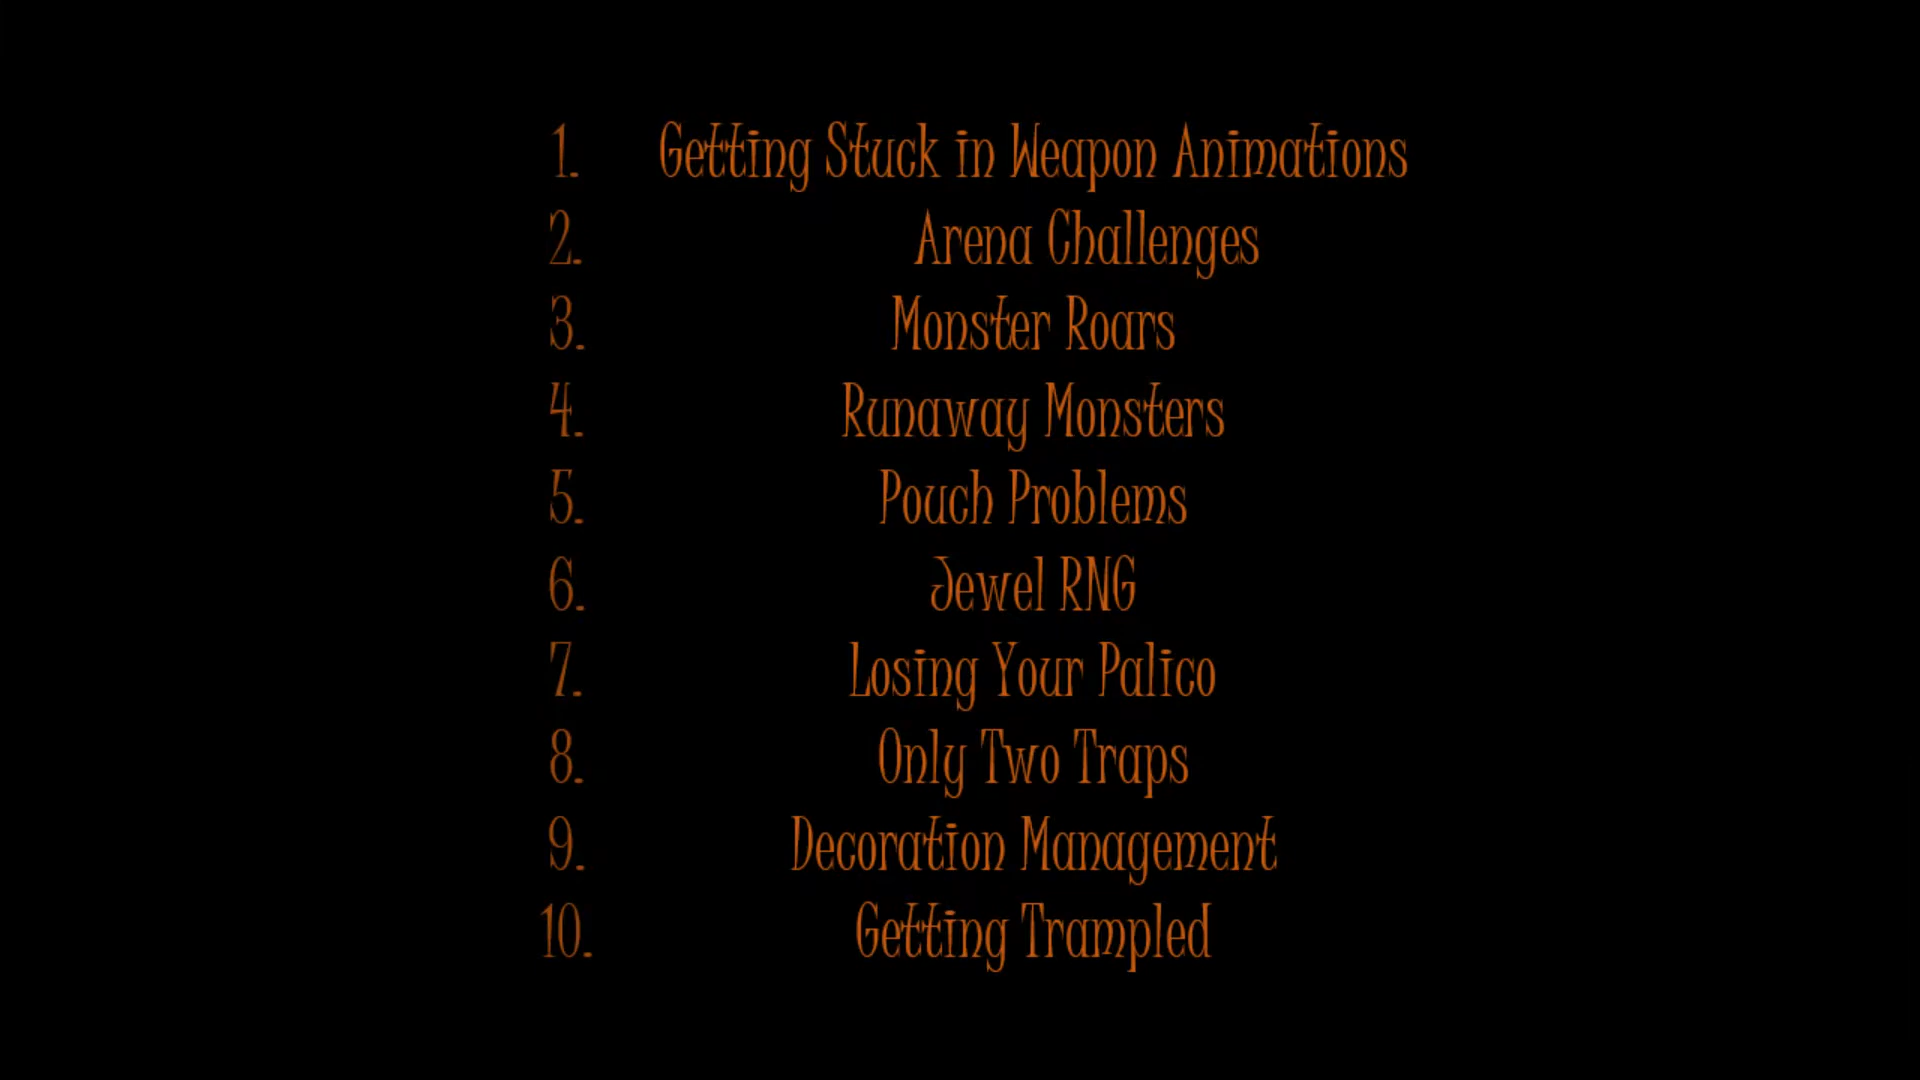 1. Getting Stuck in Weapon Animations
2. Arena Challenges
3. Monster Roars
4. Runaway Monsters
5. Pouch Problems
6. Jewel RNG
7. Losing Your Palico
8. Only Two Traps
9. Decoration Management
10. Getting Trampled